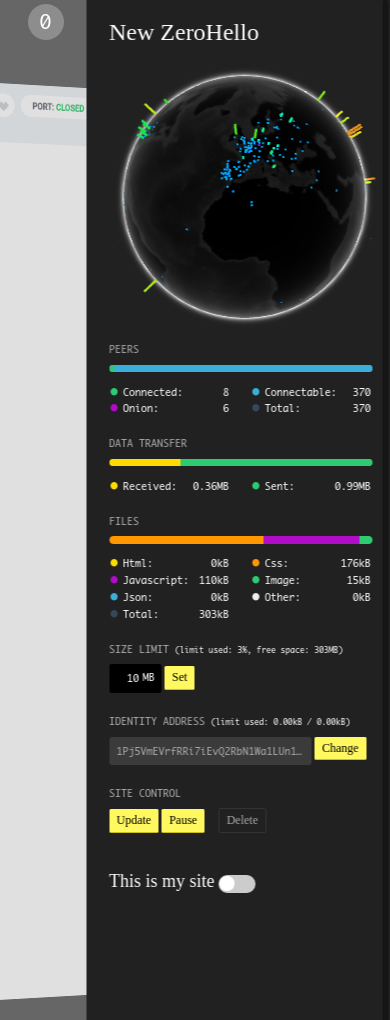 0
New ZeroHello
PORT: CLOSED
PEERS
Connected: 8 Connectable: 370
Onion: 6 Total: 370
DATA TRANSFER
Received: 0.36MB Sent: 0.99MB
FILES
Html: 0kB Css: 176kB
Javascript: 110kB Image: 15kB
Json: 0kB Other: 0kB
Total: 303kB
SIZE LIMIT (limit used: 3%, free space: 303MB)
10 MB Set
IDENTITY ADDRESS (limit used: 0.00kB / 0.00kB)
1Pj5VmEVrfRRi7iEvQ2RbN1Wa1LUn1… Change
SITE CONTROL
Update Pause Delete
This is my site